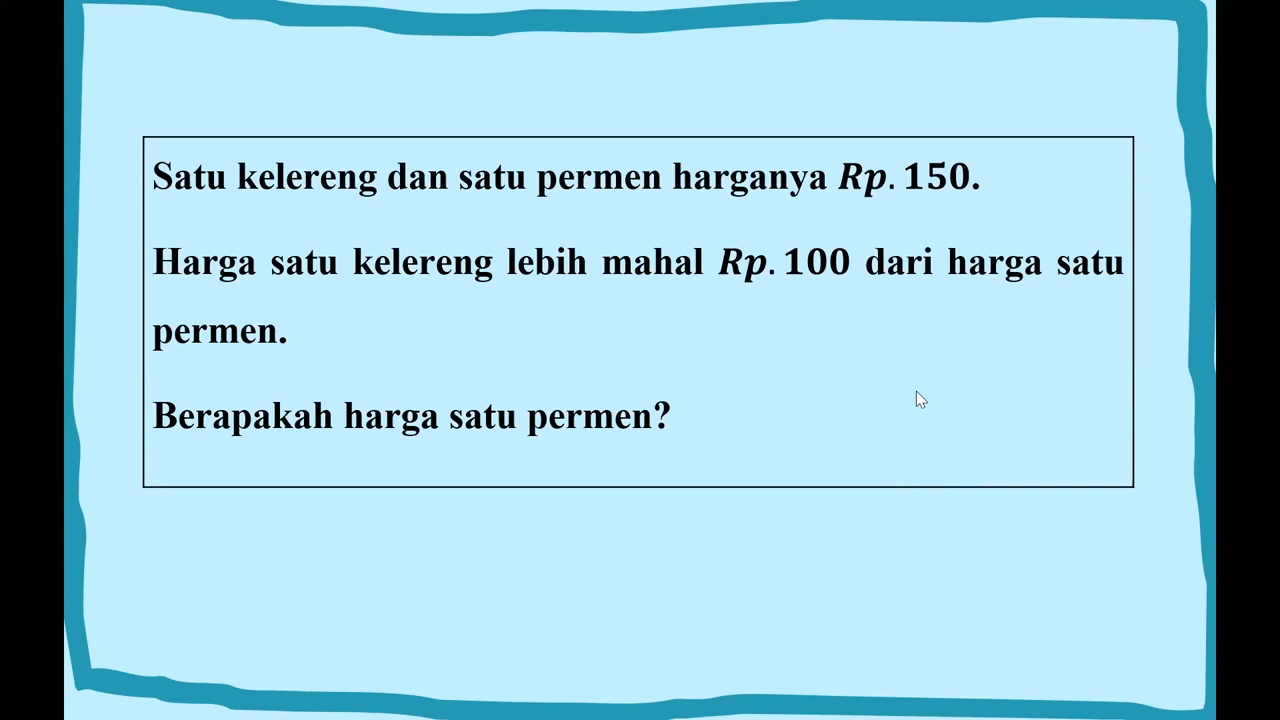 Satu kelereng dan satu permen harganya Rp. 150.
Harga satu kelereng lebih mahal Rp. 100 dari harga satu
permen.
Berapakah harga satu permen?